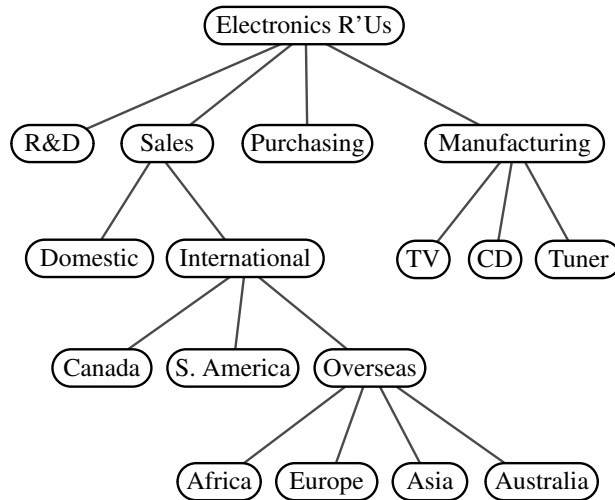 Electronics R’Us
R&D Sales Purchasing Manufacturing
Domestic International TV CD Tuner
Canada S. America Overseas
Africa Europe Asia Australia